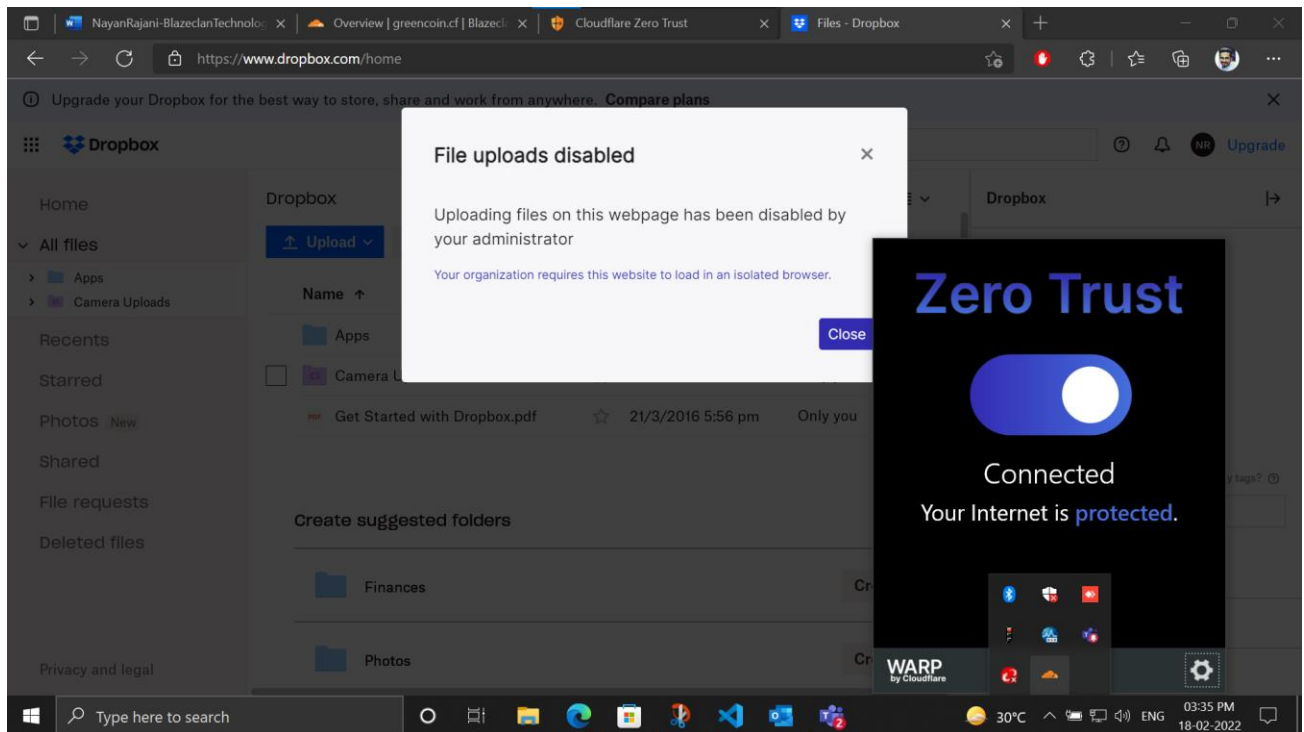 NayanRajani-BlazeclanTechnolog
Overview | greencoin.cf | Blazecla
Cloudflare Zero Trust
Files - Dropbox
https://www.dropbox.com/home
Upgrade your Dropbox for the best way to store, share and work from anywhere. Compare plans
Dropbox
NR
Upgrade
Home
All files
Apps
Camera Uploads
Recents
Starred
Photos New
Shared
File requests
Deleted files
Privacy and legal
Dropbox
Upload
Name ↑
Apps
Camera U
Get Started with Dropbox.pdf 21/3/2016 5:56 pm Only you
Create suggested folders
Finances
Cr
Photos
Cr
Dropbox
y tags?
File uploads disabled
Uploading files on this webpage has been disabled by
your administrator
Your organization requires this website to load in an isolated browser.
Close
Zero Trust
Connected
Your Internet is protected.
WARP
by Cloudflare
Type here to search
30°C
ENG
03:35 PM
18-02-2022
2